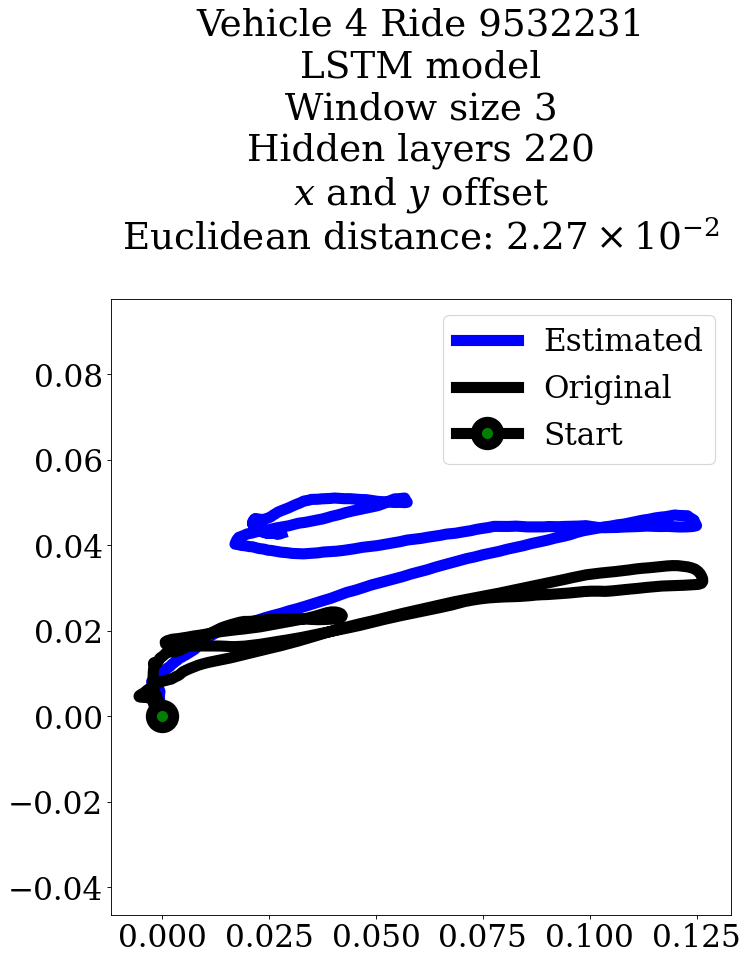 Vehicle 4 Ride 9532231
LSTM model
Window size 3
Hidden layers 220
x and y offset
Euclidean distance: 2.27 × 10⁻²
Estimated
Original
Start
0.08
0.06
0.04
0.02
0.00
−0.02
−0.04
0.000 0.025 0.050 0.075 0.100 0.125